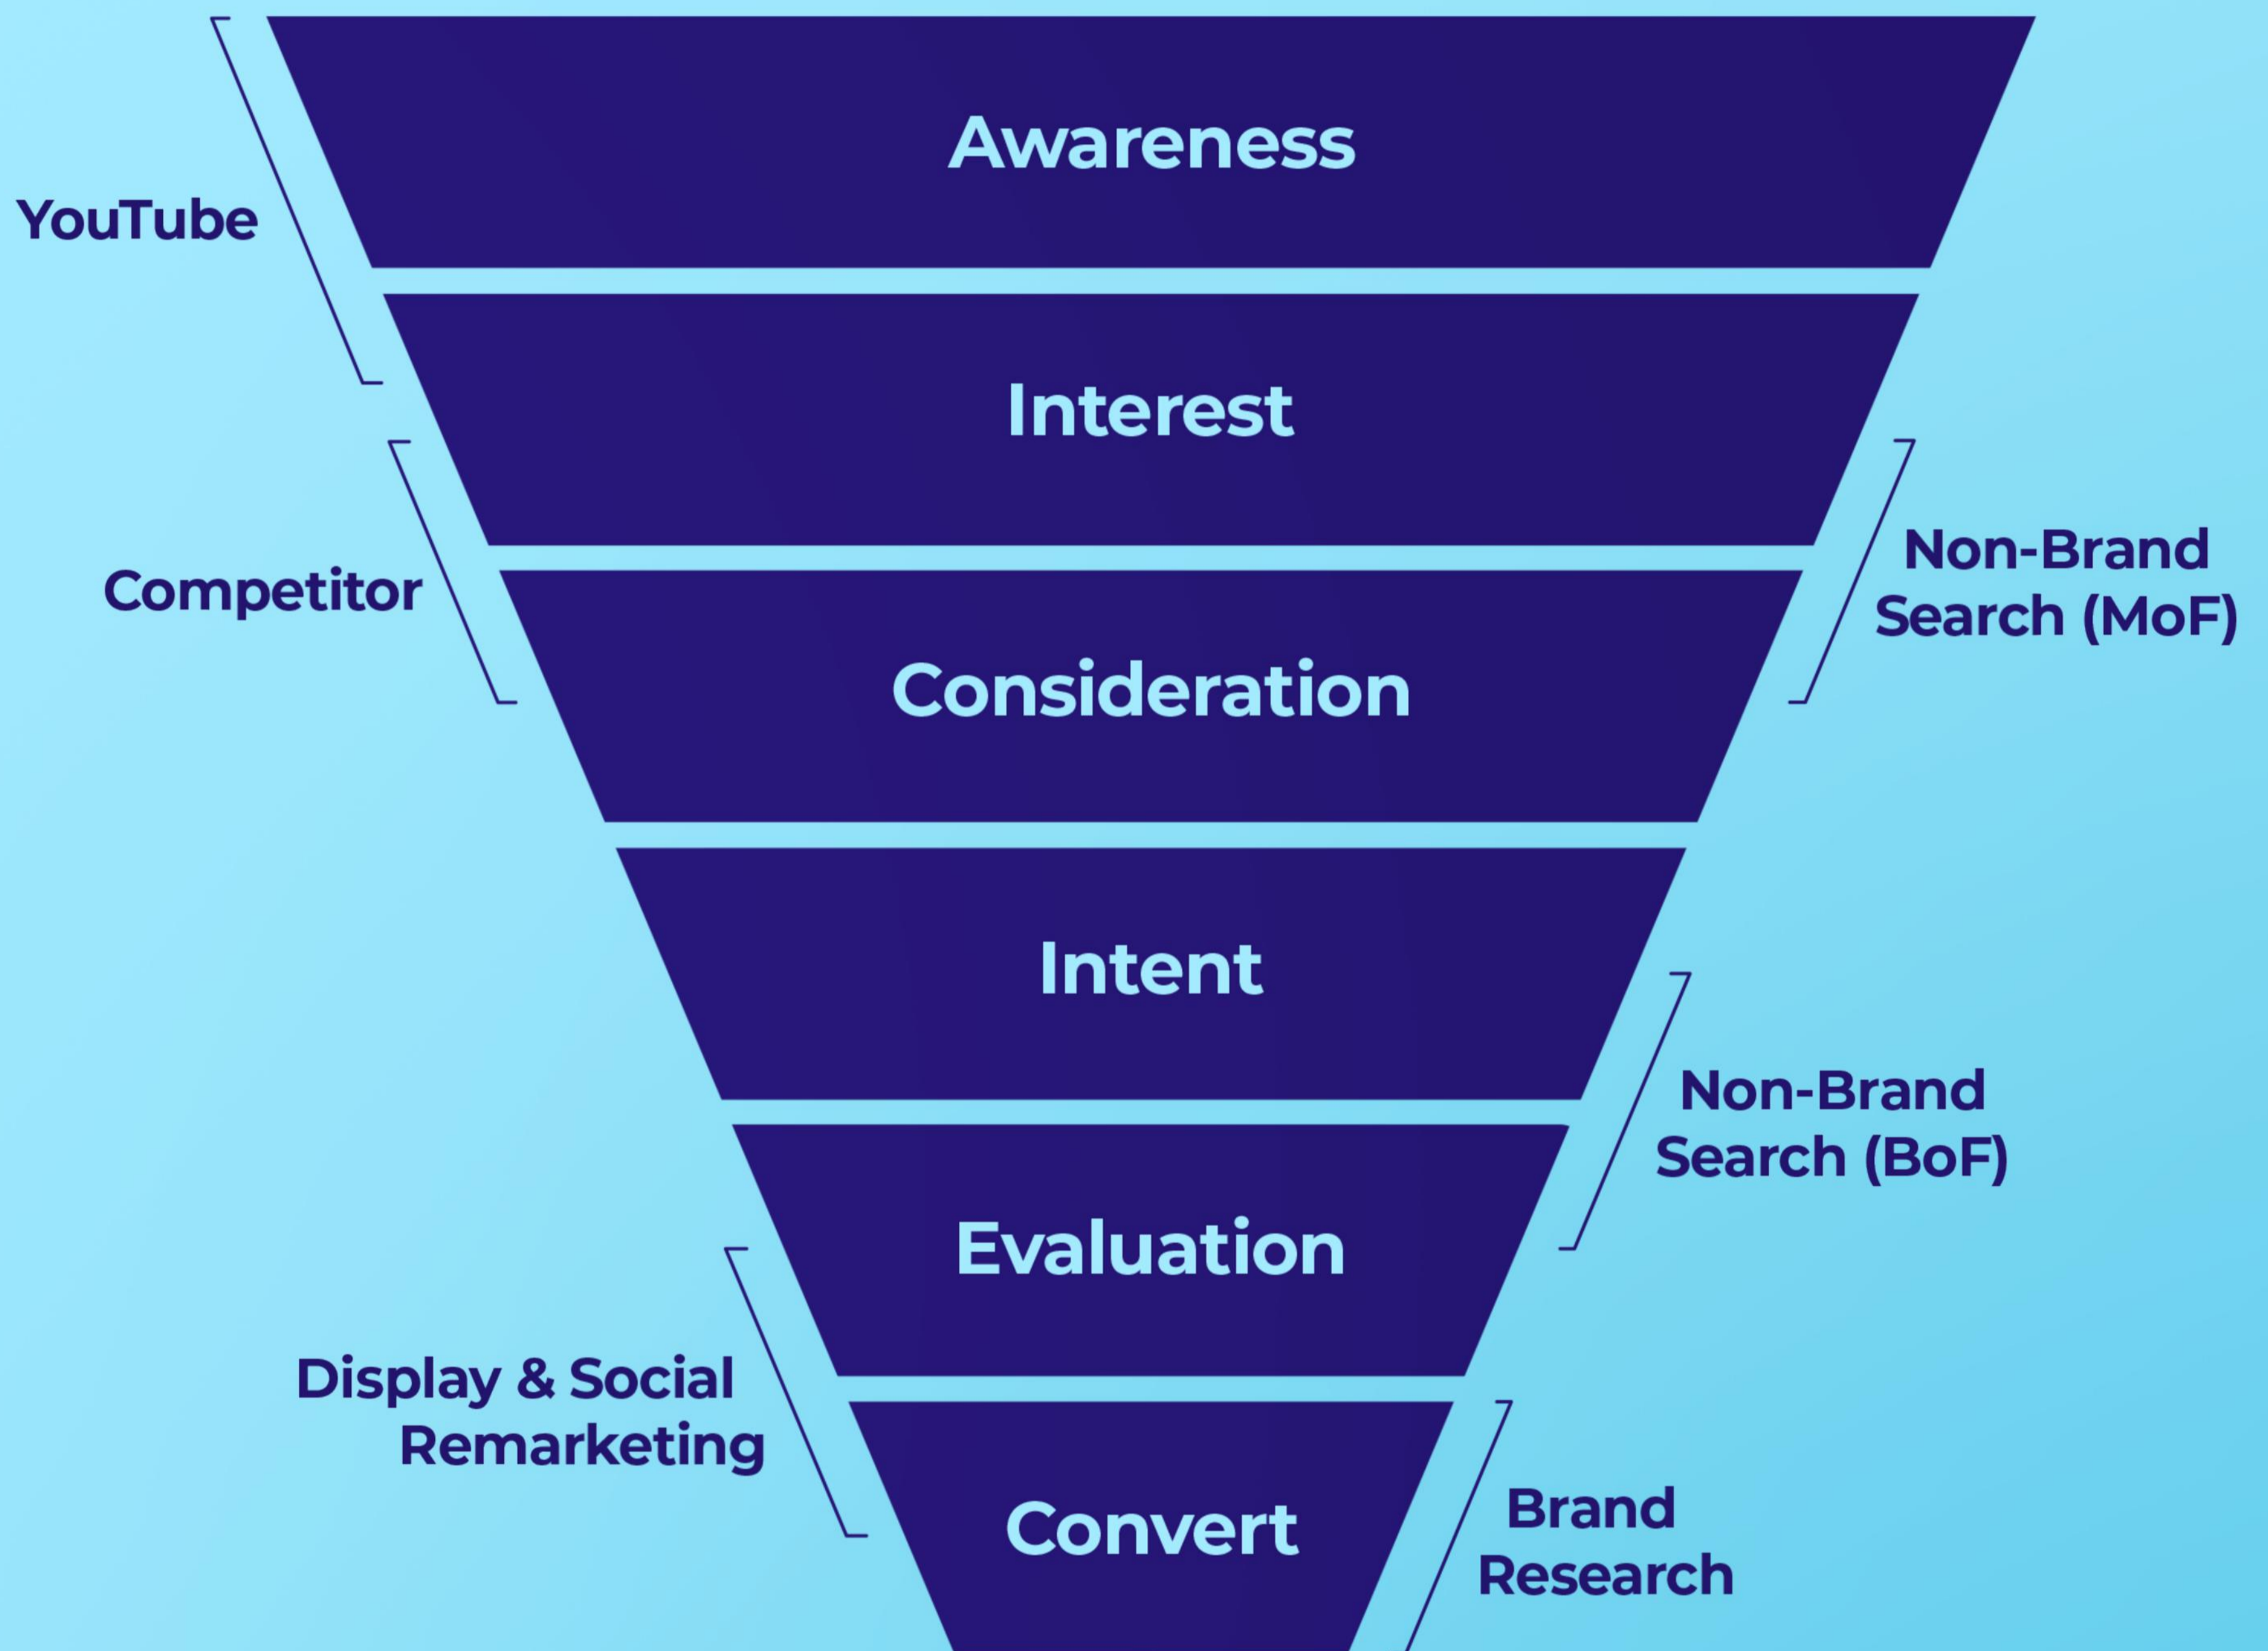 Awareness
YouTube
Interest
Competitor
Non-Brand
Search (MoF)
Consideration
Intent
Non-Brand
Search (BoF)
Evaluation
Display & Social
Remarketing
Convert
Brand
Research